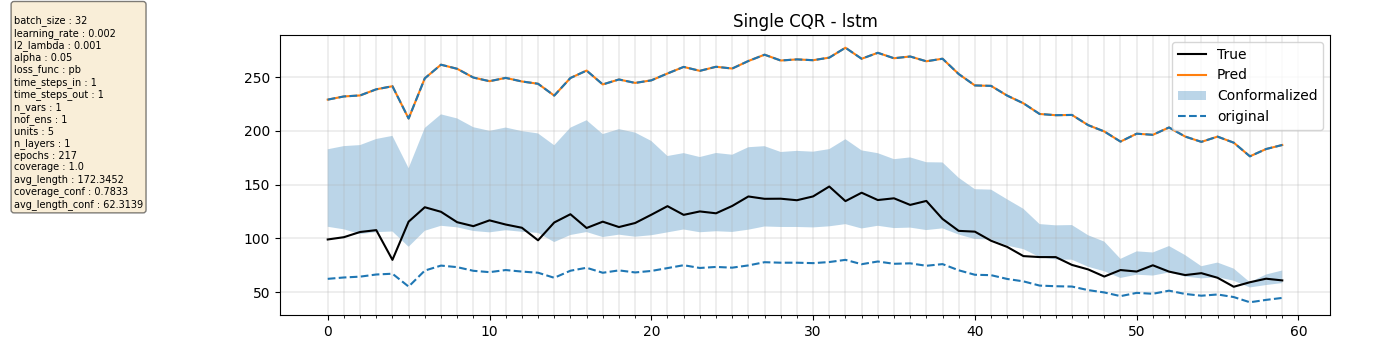 batch_size : 32
learning_rate : 0.002
l2_lambda : 0.001
alpha : 0.05
loss_func : pb
time_steps_in : 1
time_steps_out : 1
n_vars : 1
nof_ens : 1
units : 5
n_layers : 1
epochs : 217
coverage : 1.0
avg_length : 172.3452
coverage_conf : 0.7833
avg_length_conf : 62.3139
Single CQR - lstm
True
Pred
Conformalized
original
250
200
150
100
50
0 10 20 30 40 50 60